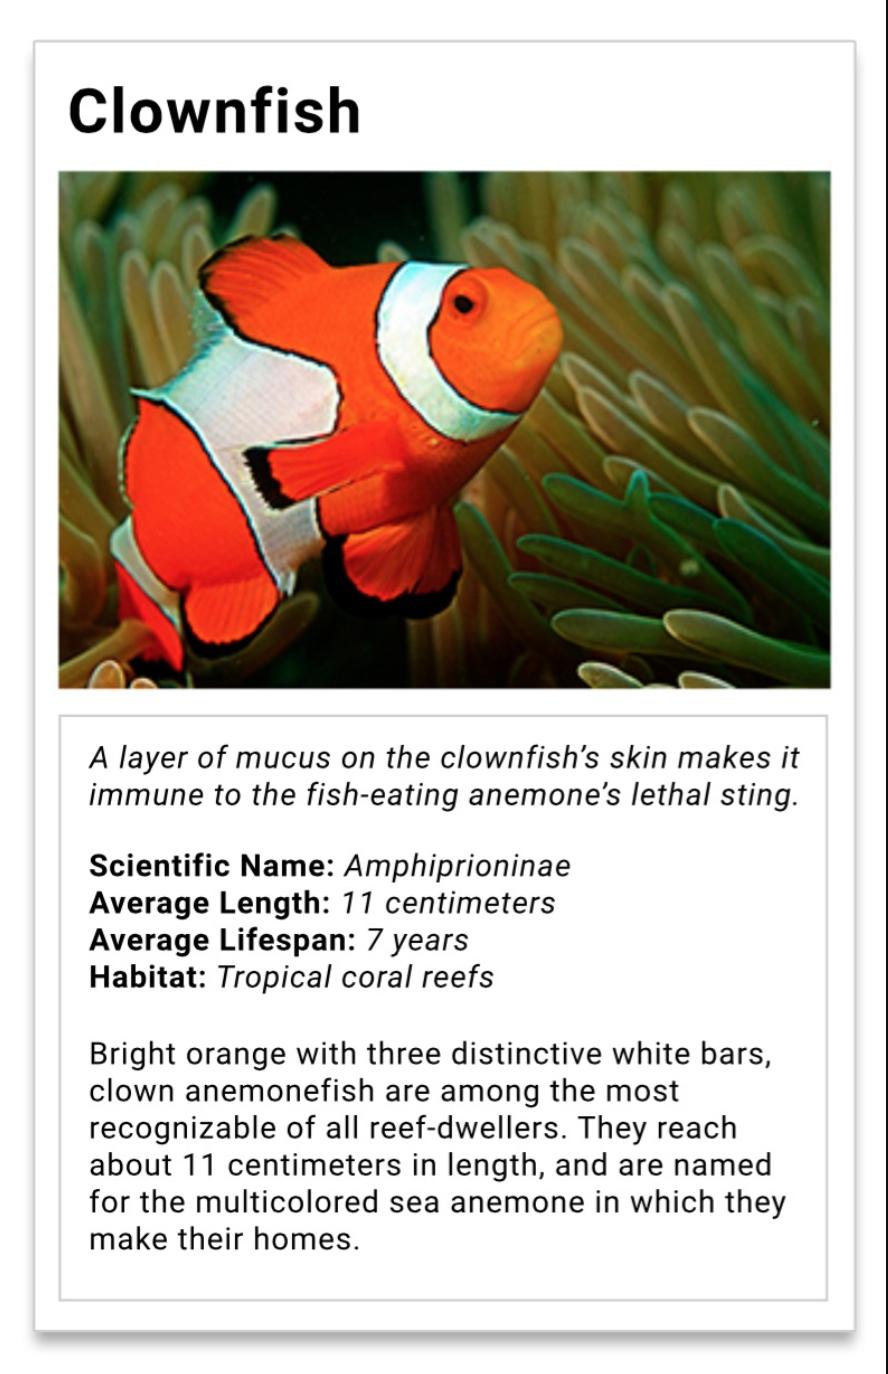 Clownfish
A layer of mucus on the clownfish’s skin makes it
immune to the fish-eating anemone’s lethal sting.
Scientific Name: Amphiprioninae
Average Length: 11 centimeters
Average Lifespan: 7 years
Habitat: Tropical coral reefs
Bright orange with three distinctive white bars,
clown anemonefish are among the most
recognizable of all reef-dwellers. They reach
about 11 centimeters in length, and are named
for the multicolored sea anemone in which they
make their homes.